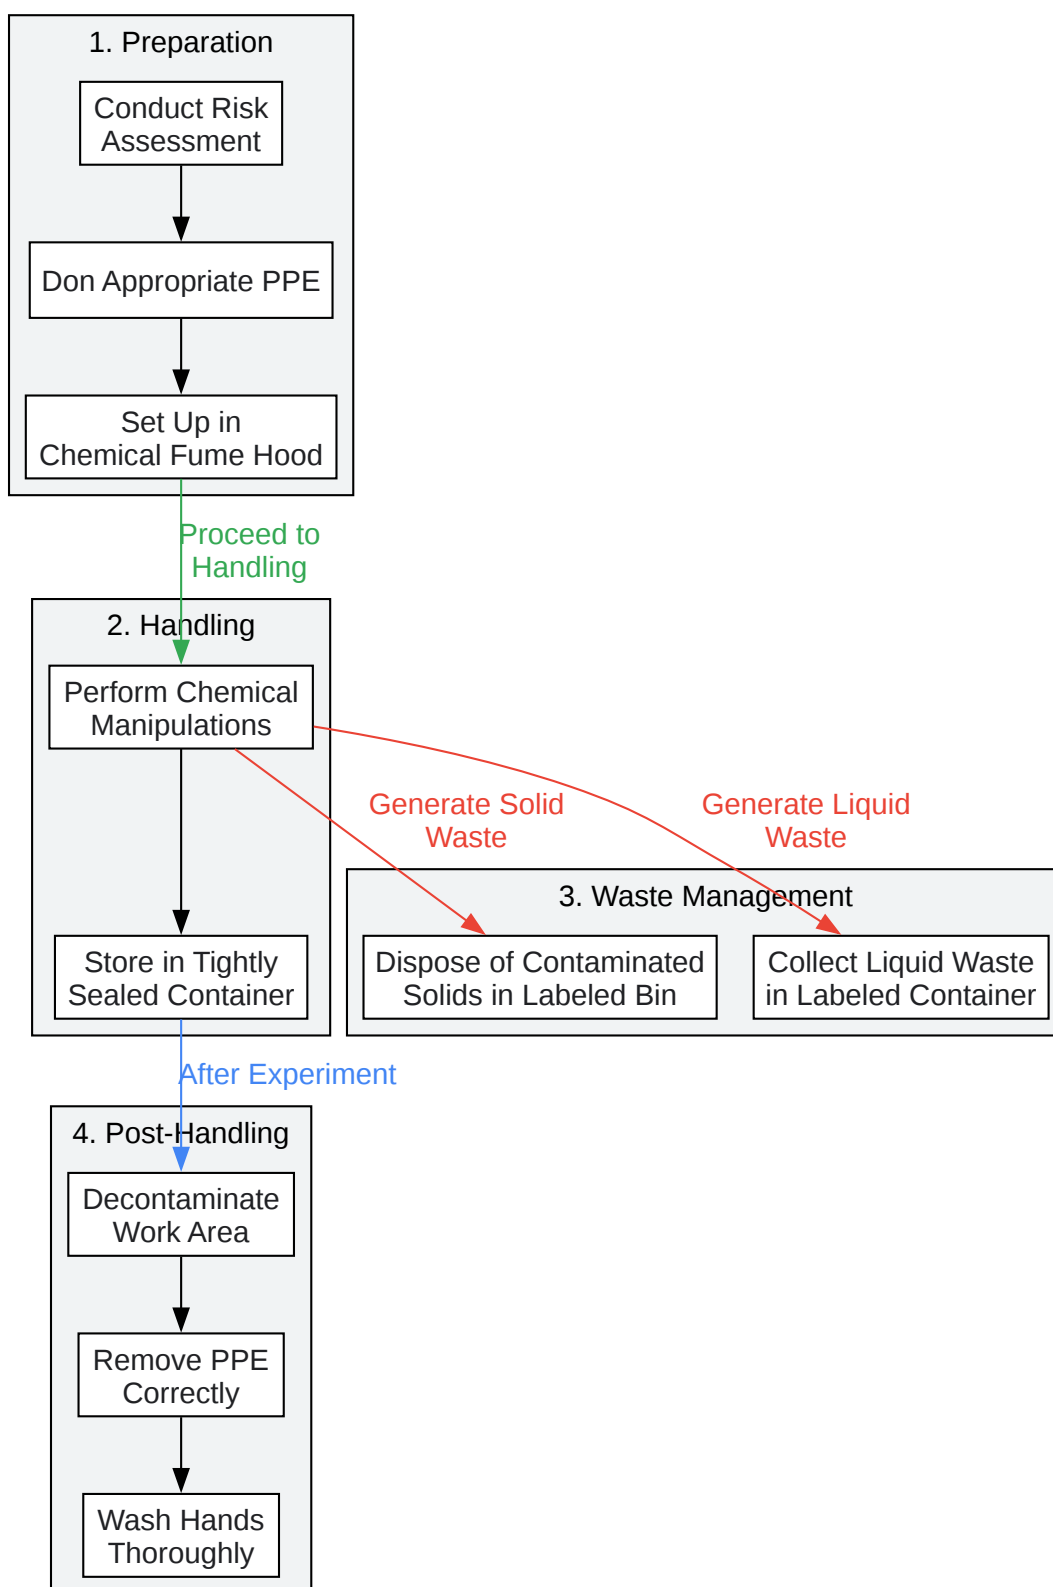 1. Preparation
Conduct Risk
Assessment
Don Appropriate PPE
Set Up in
Chemical Fume Hood
Proceed to
Handling
2. Handling
Perform Chemical
Manipulations
Generate Solid
Waste
Generate Liquid
Waste
3. Waste Management
Store in Tightly
Sealed Container
Dispose of Contaminated
Solids in Labeled Bin
Collect Liquid Waste
in Labeled Container
After Experiment
4. Post-Handling
Decontaminate
Work Area
Remove PPE
Correctly
Wash Hands
Thoroughly